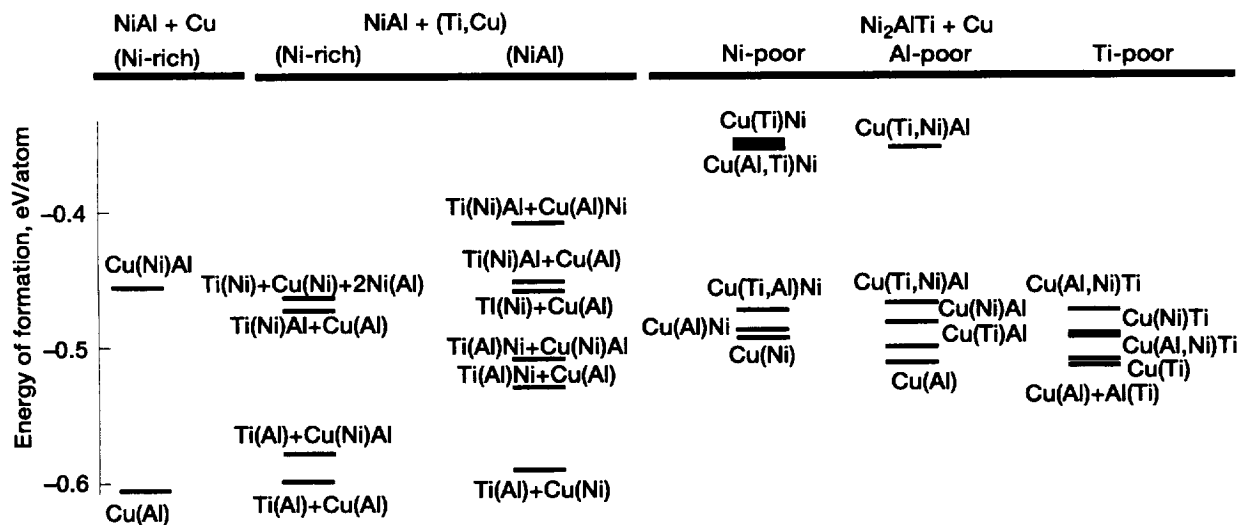 NiAl + Cu
(Ni-rich)
NiAl + (Ti,Cu)
(Ni-rich) (NiAl)
Ni2AlTi + Cu
Ni-poor Al-poor Ti-poor
Energy of formation, eV/atom
−0.4
−0.5
−0.6
Cu(Ni)Al
Cu(Al)
Ti(Ni)+Cu(Ni)+2Ni(Al)
Ti(Ni)Al+Cu(Al)
Ti(Al)+Cu(Ni)Al
Ti(Al)+Cu(Al)
Ti(Ni)Al+Cu(Al)Ni
Ti(Ni)Al+Cu(Al)
TI(Ni)+Cu(Al)
Ti(Al)Ni+Cu(Ni)Al
Ti(Al)Ni+Cu(Al)
Ti(Al)+Cu(Ni)
Cu(Ti)Ni
Cu(Al,Ti)Ni
Cu(Ti,Al)Ni
Cu(Al)Ni
Cu(Ni)
Cu(Ti,Ni)Al
Cu(Ti,Ni)Al
Cu(Ni)Al
Cu(Ti)Al
Cu(Al)
Cu(Al,Ni)Ti
Cu(Ni)Ti
Cu(Al,Ni)Ti
Cu(Ti)
Cu(Al)+Al(Ti)